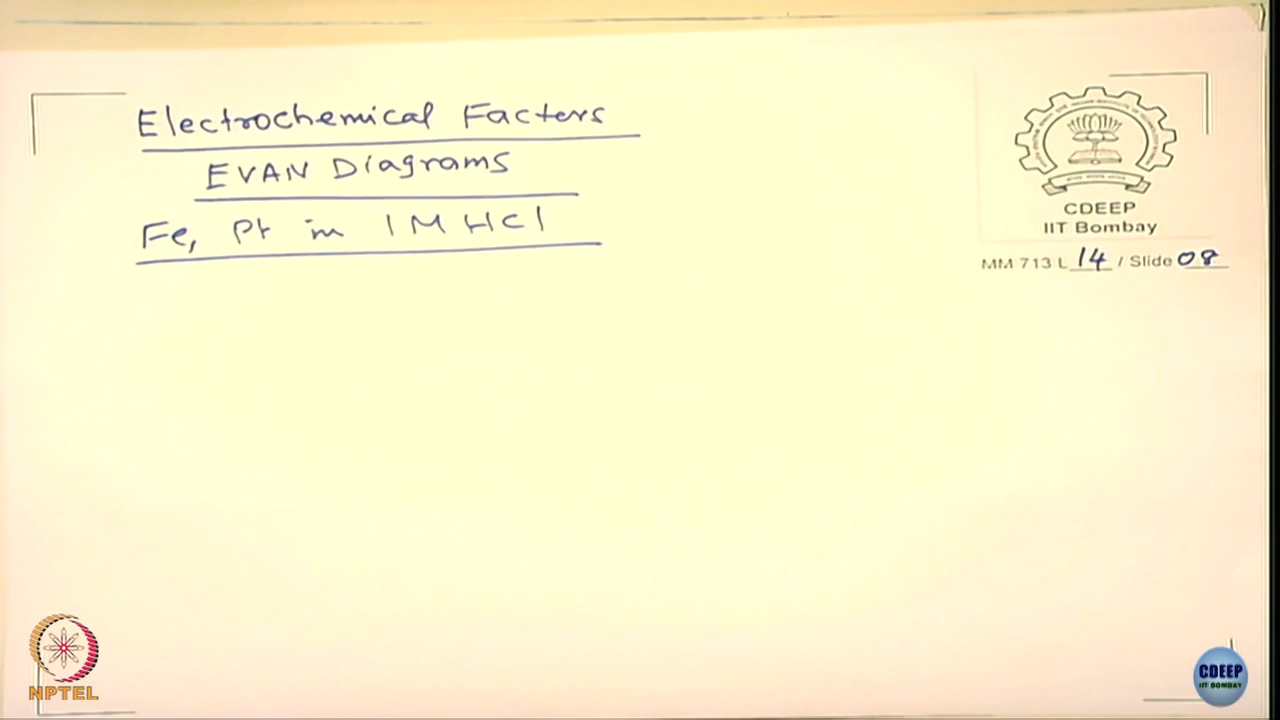 Electrochemical Factors
EVAN Diagrams
Fe, Pt in 1M HCl
CDEEP
IIT Bombay
MM 713 L 14 / Slide 08
NPTEL
CDEEP
IIT BOMBAY